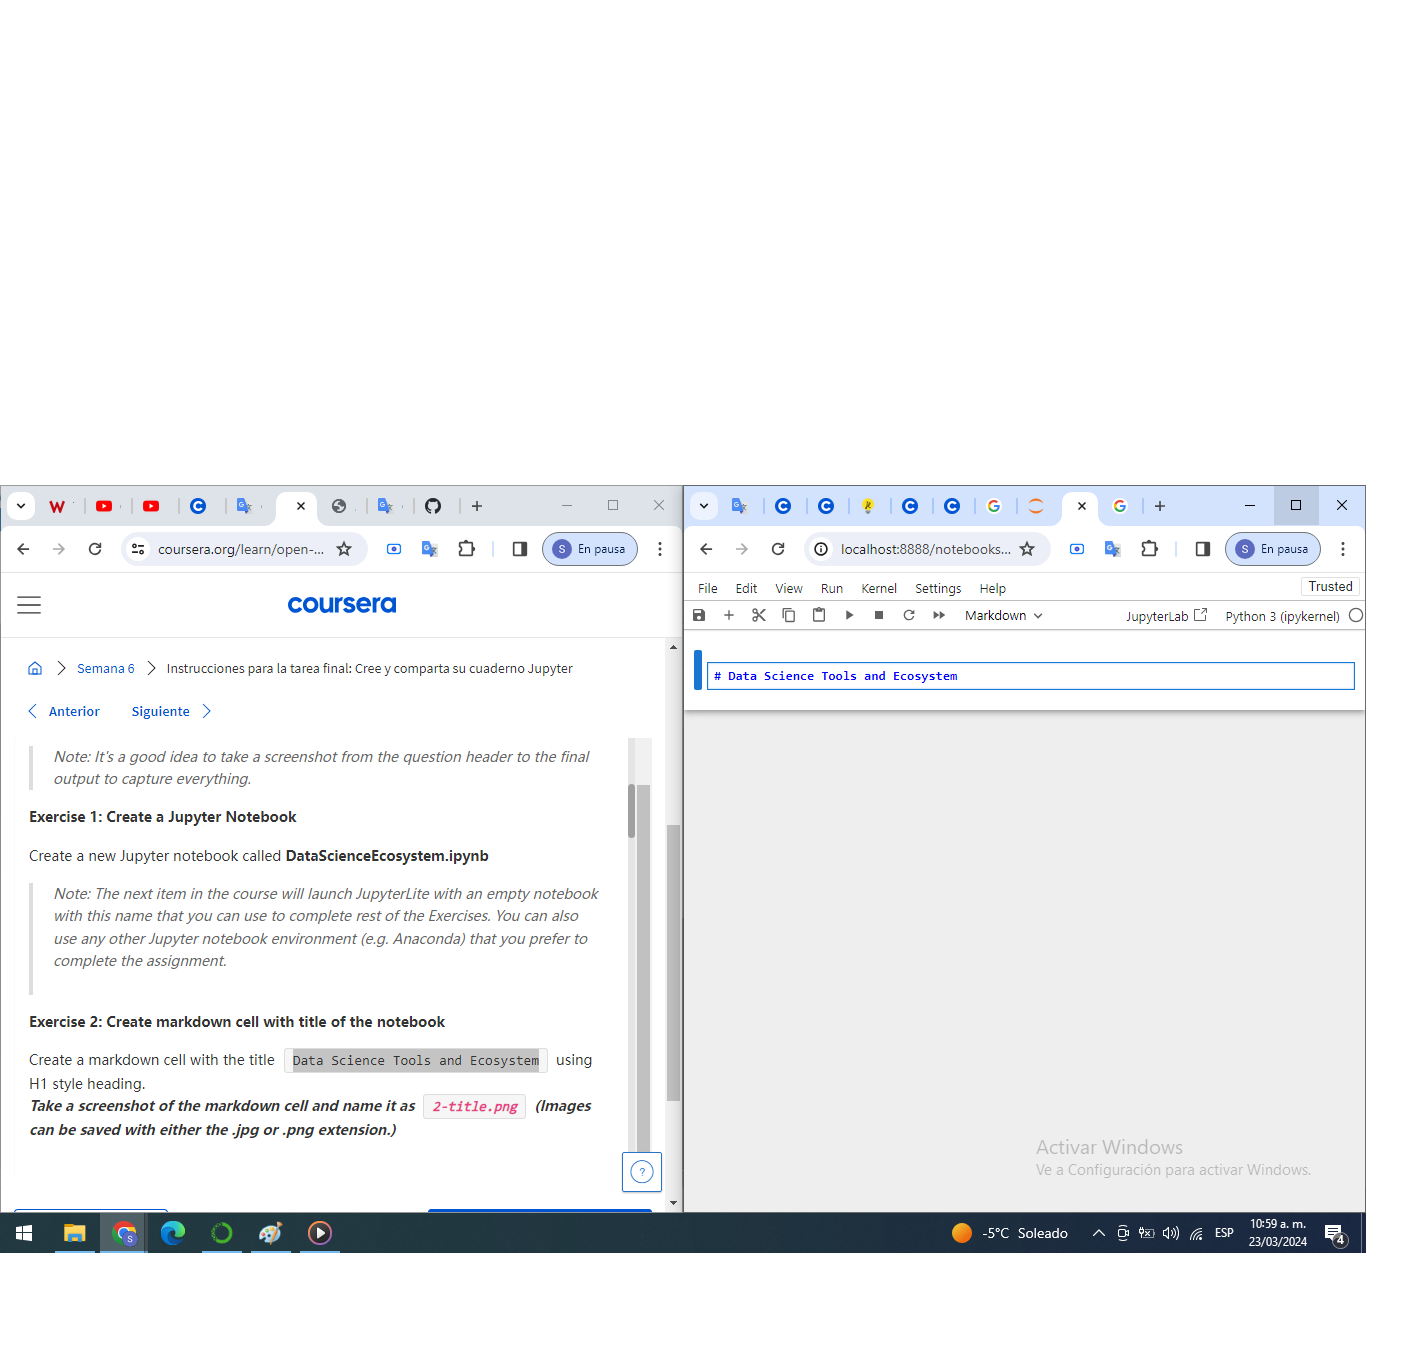 coursera.org/learn/open-...
En pausa
coursera
Semana 6
Instrucciones para la tarea final: Cree y comparta su cuaderno Jupyter
Anterior
Siguiente
Note: It's a good idea to take a screenshot from the question header to the final
output to capture everything.
Exercise 1: Create a Jupyter Notebook
Create a new Jupyter notebook called DataScienceEcosystem.ipynb
Note: The next item in the course will launch JupyterLite with an empty notebook
with this name that you can use to complete rest of the Exercises. You can also
use any other Jupyter notebook environment (e.g. Anaconda) that you prefer to
complete the assignment.
Exercise 2: Create markdown cell with title of the notebook
Create a markdown cell with the title Data Science Tools and Ecosystem using
H1 style heading.
Take a screenshot of the markdown cell and name it as 2-title.png (Images
can be saved with either the .jpg or .png extension.)
?
localhost:8888/notebooks...
S En pausa
File Edit View Run Kernel Settings Help
Trusted
Markdown
JupyterLab
Python 3 (ipykernel)
# Data Science Tools and Ecosystem
Activar Windows
Ve a Configuración para activar Windows.
-5°C Soleado
ESP
10:59 a. m.
23/03/2024
4